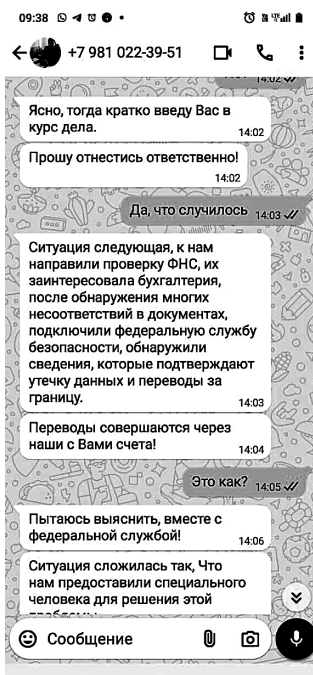 09:38
+7 981 022-39-51
14:02
Ясно, тогда кратко введу Вас в
курс дела.
14:02
Прошу отнестись ответственно!
14:02
Да, что случилось 14:03
Ситуация следующая, к нам
направили проверку ФНС, их
заинтересовала бухгалтерия,
после обнаружения многих
несоответствий в документах,
подключили федеральную службу
безопасности, обнаружили
сведения, которые подтверждают
утечку данных и переводы за
границу.
14:03
Переводы совершаются через
наши с Вами счета!
14:04
Это как? 14:05
Пытаюсь выяснить, вместе с
федеральной службой!
14:06
Ситуация сложилась так, Что
нам предоставили специального
человека для решения этой
Сообщение